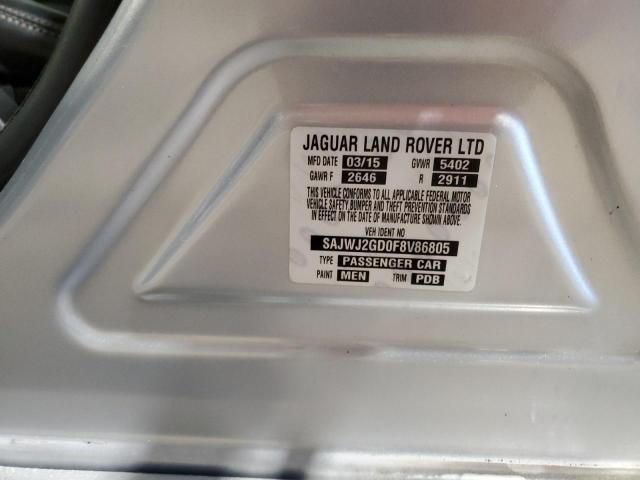 JAGUAR LAND ROVER LTD
MFD DATE 03/15 GVWR 5402
GAWR F 2646 R 2911
THIS VEHICLE CONFORMS TO ALL APPLICABLE FEDERAL MOTOR
VEHICLE SAFETY, BUMPER AND THEFT PREVENTION STANDARDS
IN EFFECT ON THE DATE OF MANUFACTURE SHOWN ABOVE.
VEH IDENT NO
SAJWJ2GD0F8V86805
TYPE PASSENGER CAR
PAINT MEN TRIM PDB